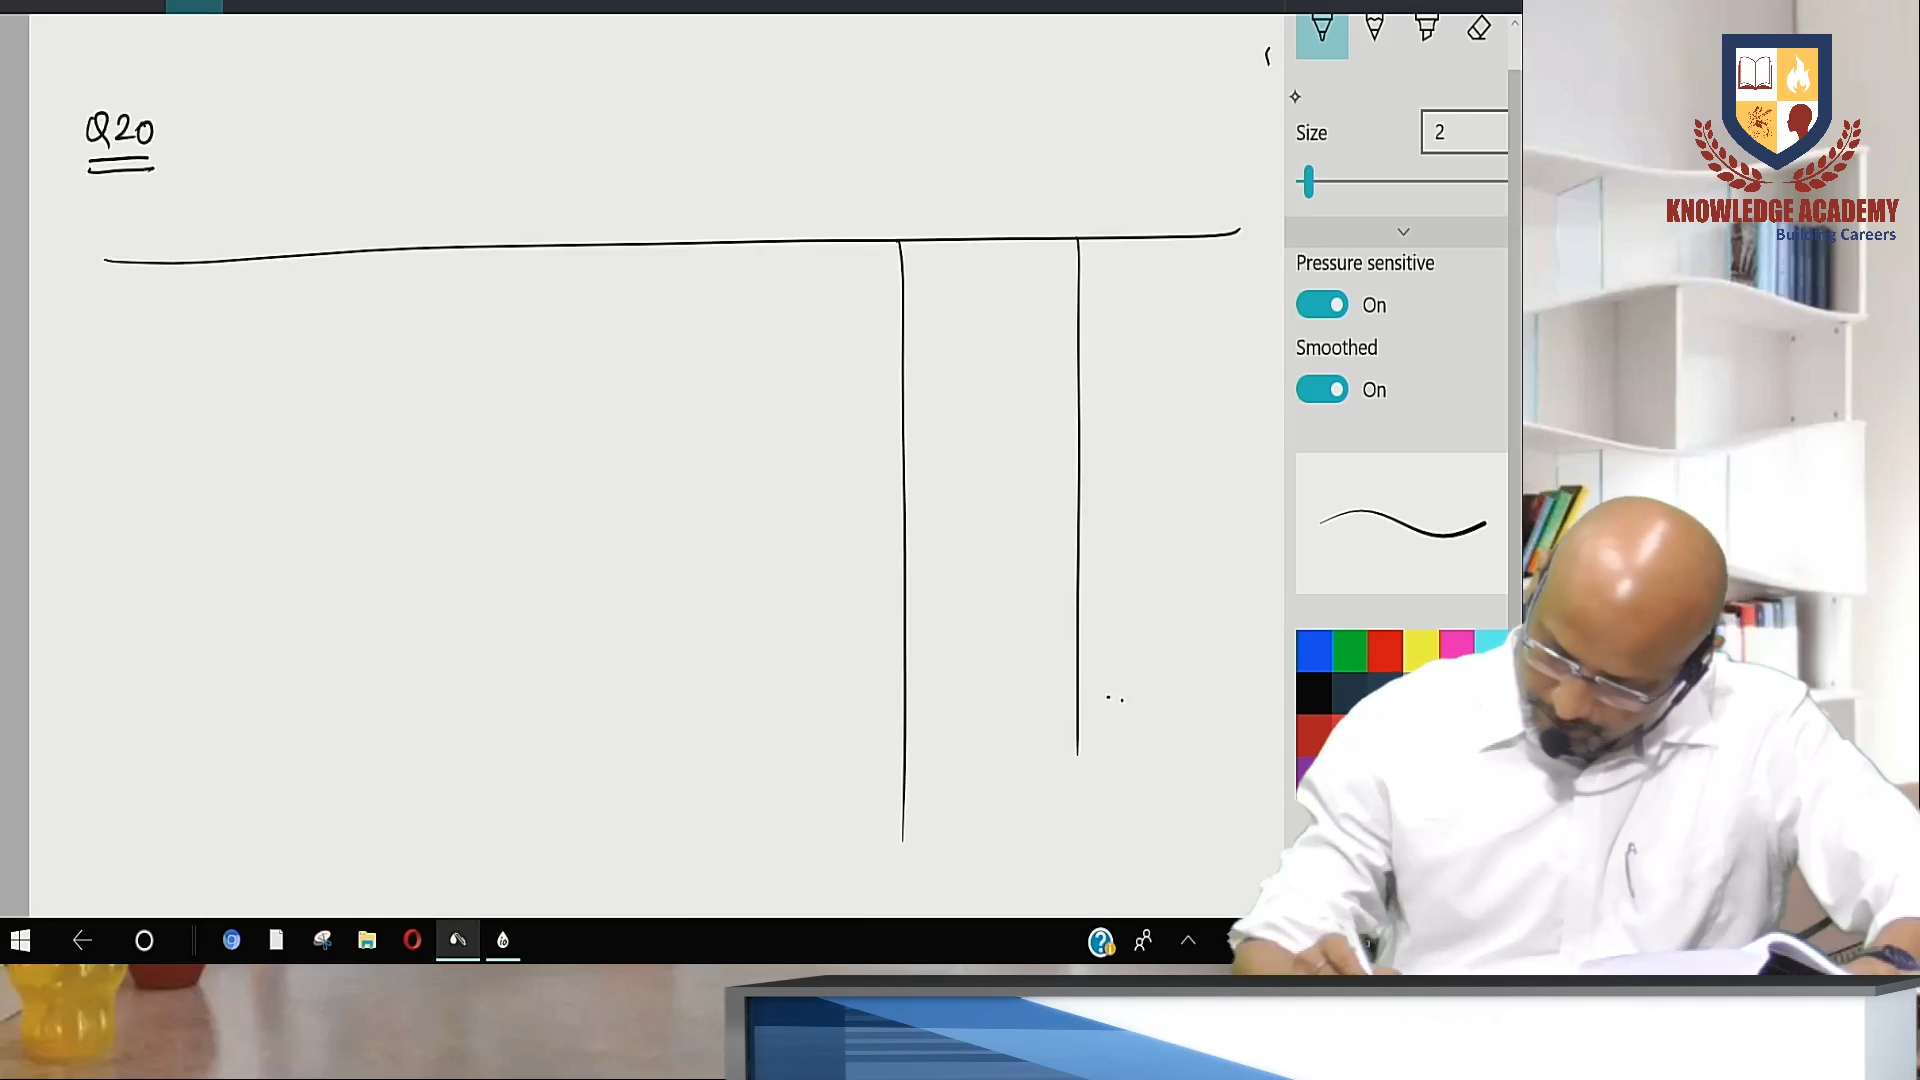 Q20
Size
2
Pressure sensitive
On
Smoothed
On
KNOWLEDGE ACADEMY
Building Careers